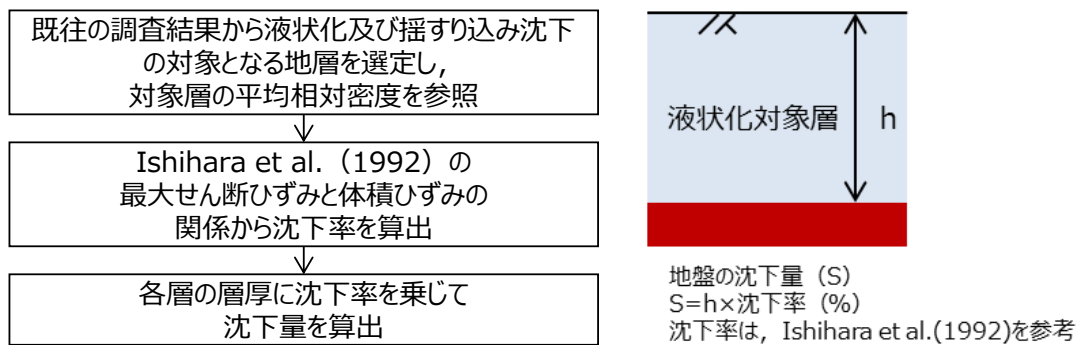 既往の調査結果から液状化及び揺すり込み沈下
の対象となる地層を選定し，
対象層の平均相対密度を参照
Ishihara et al.（1992）の
最大せん断ひずみと体積ひずみの
関係から沈下率を算出
各層の層厚に沈下率を乗じて
沈下量を算出
液状化対象層
h
地盤の沈下量（S）
S=h×沈下率（%）
沈下率は，Ishihara et al.(1992)を参考